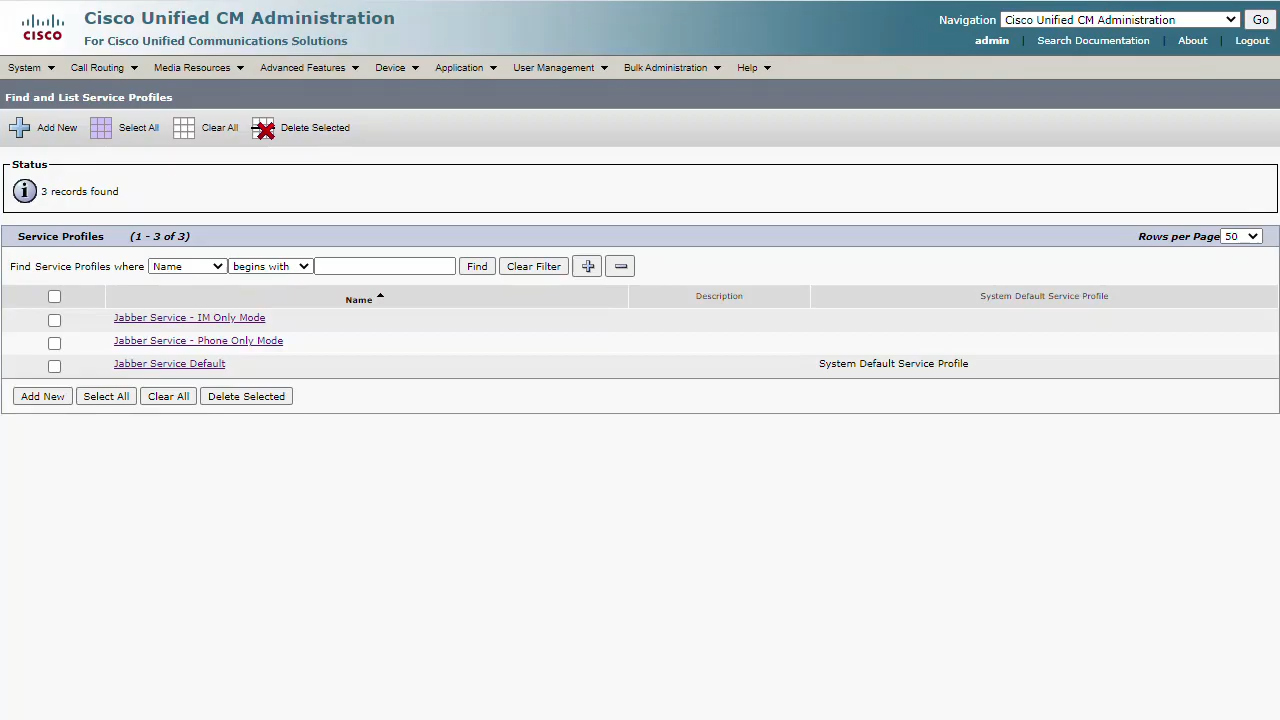 Cisco Unified CM Administration
For Cisco Unified Communications Solutions
CISCO
Navigation Cisco Unified CM Administration Go
admin | Search Documentation | About | Logout
System Call Routing Media Resources Advanced Features Device Application User Management Bulk Administration Help
Find and List Service Profiles
Add New Select All Clear All Delete Selected
Status
3 records found
Service Profiles (1 - 3 of 3) Rows per Page 50
Find Service Profiles where Name begins with Find Clear Filter
Name Description System Default Service Profile
Jabber Service - IM Only Mode
Jabber Service - Phone Only Mode
Jabber Service Default System Default Service Profile
Add New Select All Clear All Delete Selected